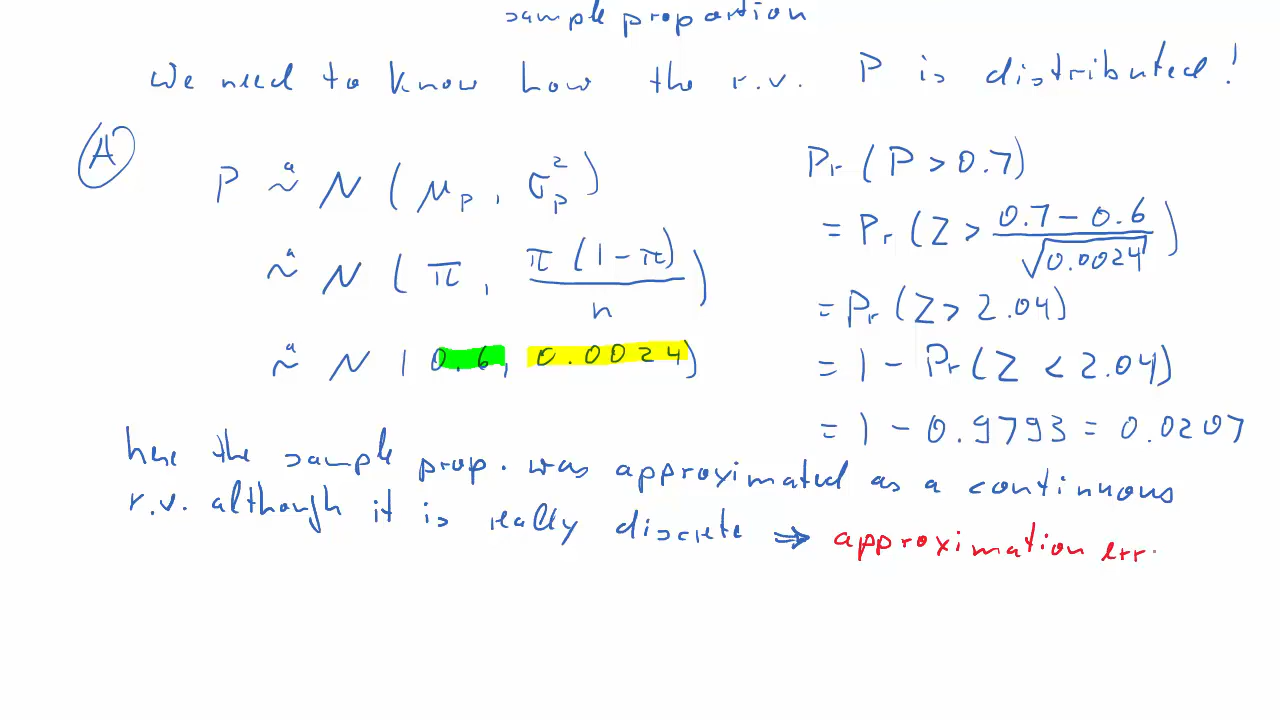 sample proportion
We need to know how the r.v. P is distributed!
A
P ~ᵃ N ( μ_P , σ²_P )
~ᵃ N ( π , π (1 - π) / n )
~ᵃ N ( 0.6, 0.0024 )
Pr ( P > 0.7 )
= Pr ( Z > (0.7 - 0.6) / √0.0024 )
= Pr ( Z > 2.04 )
= 1 - Pr ( Z < 2.04 )
= 1 - 0.9793 = 0.0207
here the sample prop. was approximated as a continuous
r.v. although it is really discrete ⇒ approximation err